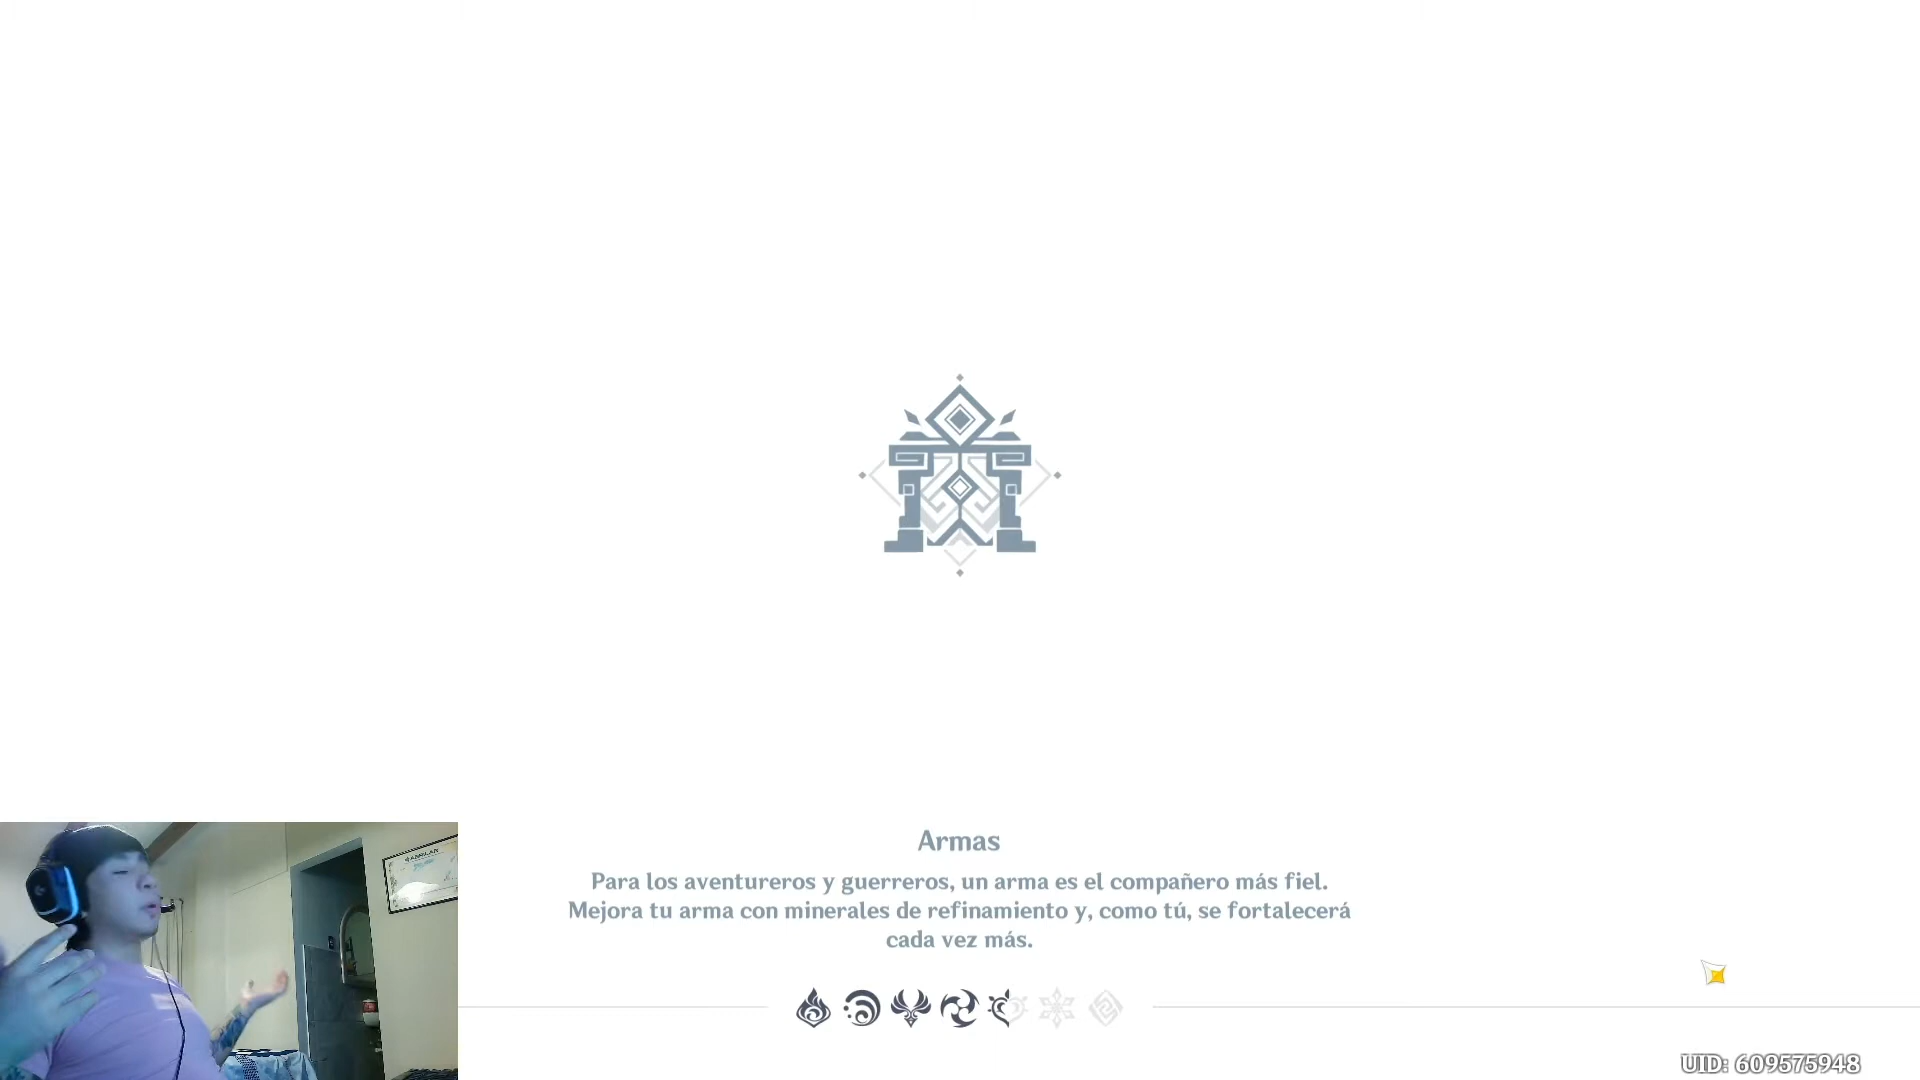 Armas
Para los aventureros y guerreros, un arma es el compañero más fiel.
Mejora tu arma con minerales de refinamiento y, como tú, se fortalecerá
cada vez más.
UID: 609575948